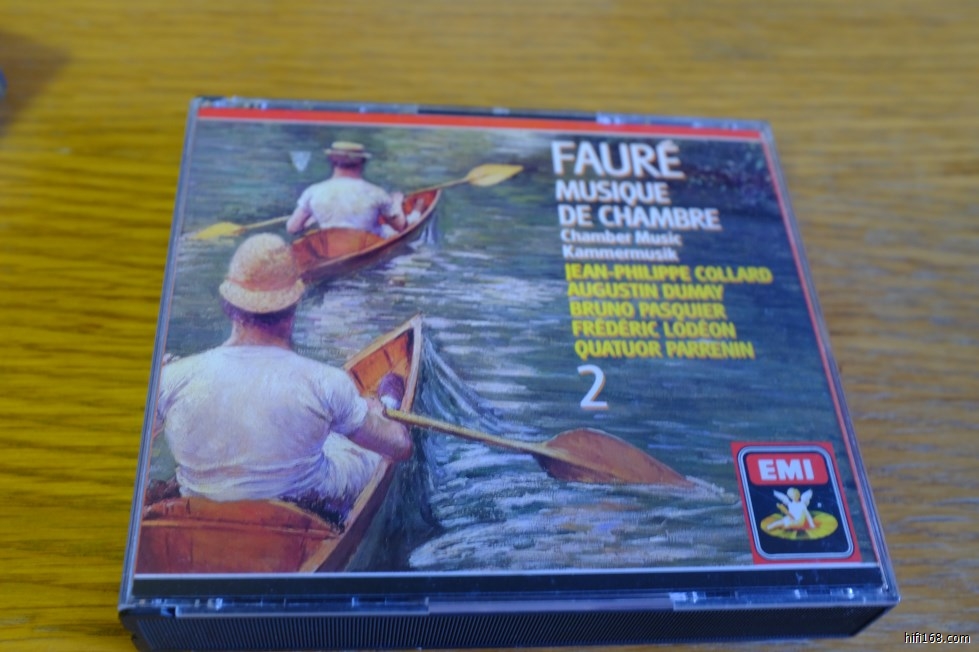 FAURÉ
MUSIQUE
DE CHAMBRE
Chamber Music
Kammermusik
JEAN-PHILIPPE COLLARD
AUGUSTIN DUMAY
BRUNO PASQUIER
FRÉDÉRIC LODÉON
QUATUOR PARRENIN
2
EMI
hifi168.com